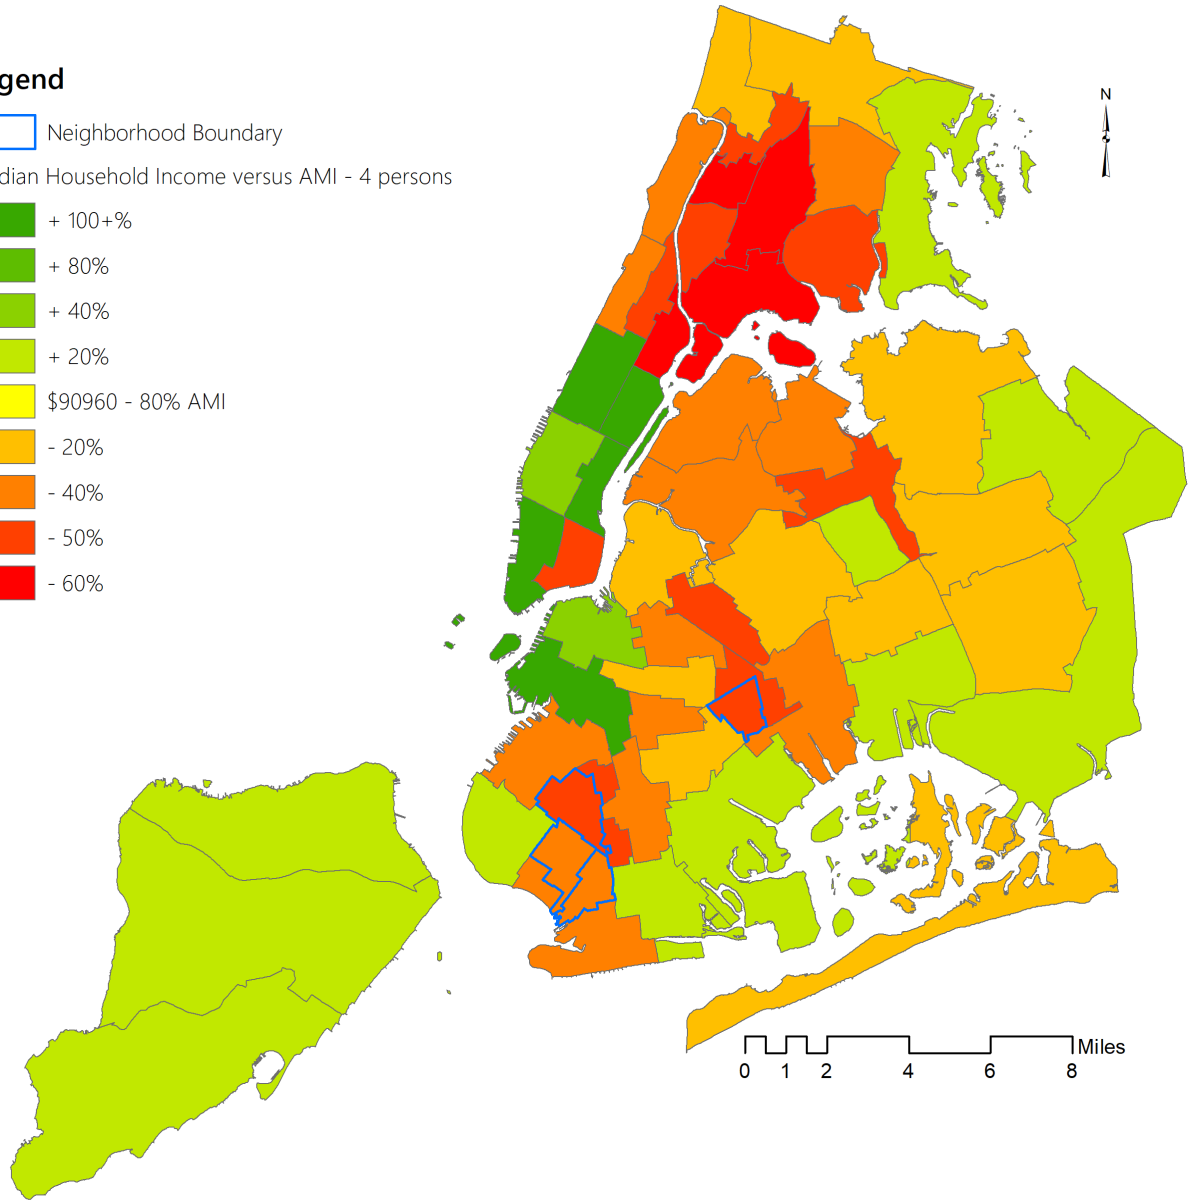 gend
Neighborhood Boundary
dian Household Income versus AMI - 4 persons
+ 100+%
+ 80%
+ 40%
+ 20%
$90960 - 80% AMI
- 20%
- 40%
- 50%
- 60%
N
Miles
0 1 2 4 6 8